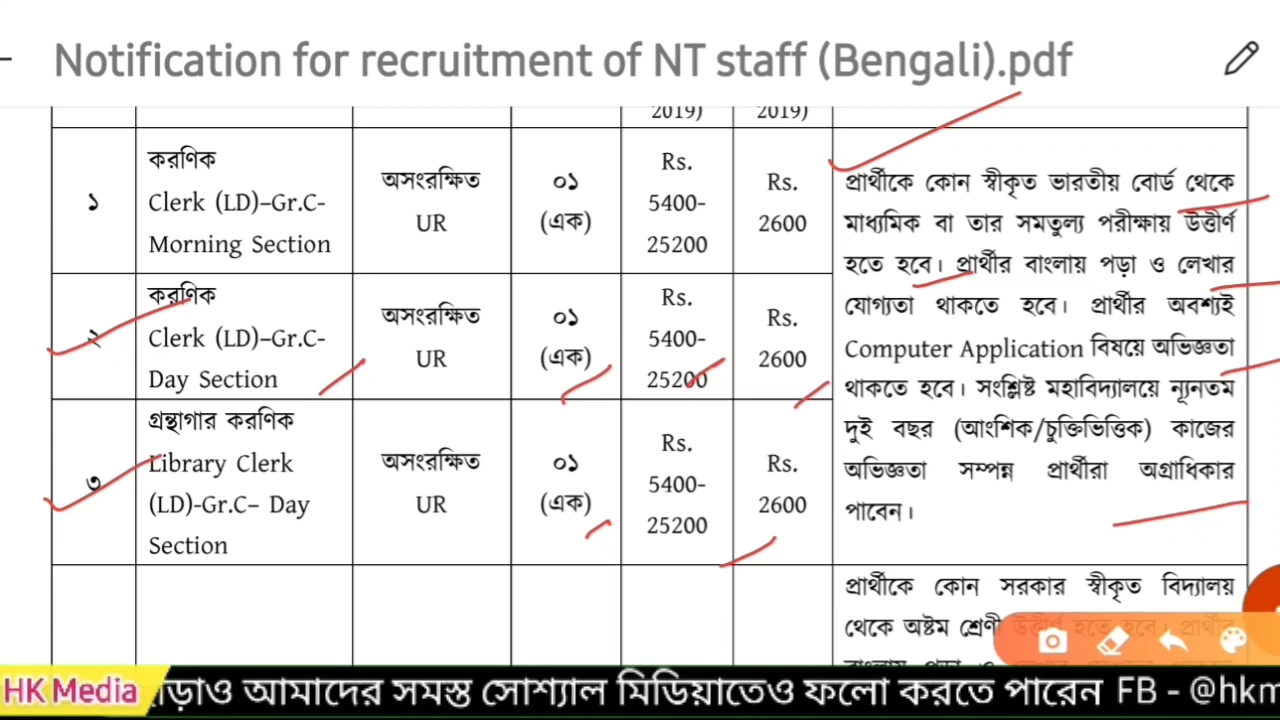 Notification for recruitment of NT staff (Bengali).pdf
2019)
2019)
১
করণিক
Clerk (LD)–Gr.C-
Morning Section
অসংরক্ষিত
UR
০১
(এক)
Rs.
5400-
25200
Rs.
2600
প্রার্থীকে কোন স্বীকৃত ভারতীয় বোর্ড থেকে
মাধ্যমিক বা তার সমতুল্য পরীক্ষায় উত্তীর্ণ
হতে হবে। প্রার্থীর বাংলায় পড়া ও লেখার
যোগ্যতা থাকতে হবে। প্রার্থীর অবশ্যই
Computer Application বিষয়ে অভিজ্ঞতা
থাকতে হবে। সংশ্লিষ্ট মহাবিদ্যালয়ে ন্যূনতম
দুই বছর (আংশিক/চুক্তিভিত্তিক) কাজের
অভিজ্ঞতা সম্পন্ন প্রার্থীরা অগ্রাধিকার
পাবেন।
২
করণিক
Clerk (LD)–Gr.C-
Day Section
অসংরক্ষিত
UR
০১
(এক)
Rs.
5400-
25200
Rs.
2600
৩
গ্রন্থাগার করণিক
Library Clerk
(LD)-Gr.C– Day
Section
অসংরক্ষিত
UR
০১
(এক)
Rs.
5400-
25200
Rs.
2600
প্রার্থীকে কোন সরকার স্বীকৃত বিদ্যালয়
থেকে অষ্টম শ্রেণী উত্তীর্ণ হতে হবে। প্রার্থীর
HK Media আমাদের সমস্ত সোশ্যাল মিডিয়াতেও ফলো করতে পারেন FB - @hkm